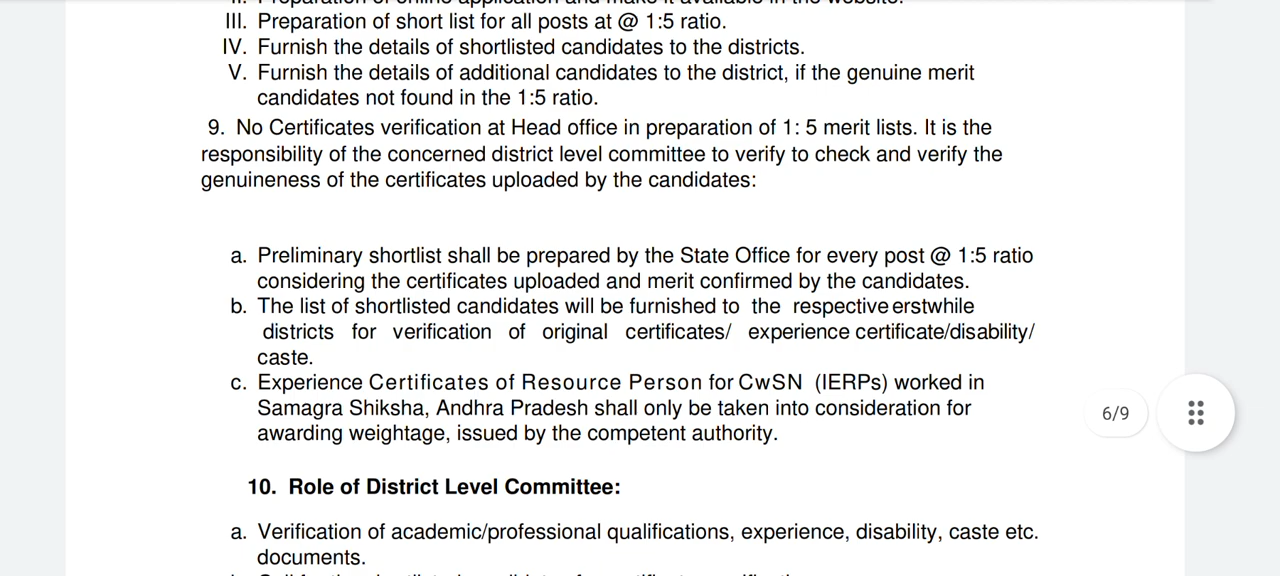 III. Preparation of short list for all posts at @ 1:5 ratio.
IV. Furnish the details of shortlisted candidates to the districts.
V. Furnish the details of additional candidates to the district, if the genuine merit
candidates not found in the 1:5 ratio.
9. No Certificates verification at Head office in preparation of 1: 5 merit lists. It is the
responsibility of the concerned district level committee to verify to check and verify the
genuineness of the certificates uploaded by the candidates:
a. Preliminary shortlist shall be prepared by the State Office for every post @ 1:5 ratio
considering the certificates uploaded and merit confirmed by the candidates.
b. The list of shortlisted candidates will be furnished to the respective erstwhile
districts for verification of original certificates/ experience certificate/disability/
caste.
c. Experience Certificates of Resource Person for CwSN (IERPs) worked in
Samagra Shiksha, Andhra Pradesh shall only be taken into consideration for
awarding weightage, issued by the competent authority.
6/9
10. Role of District Level Committee:
a. Verification of academic/professional qualifications, experience, disability, caste etc.
documents.